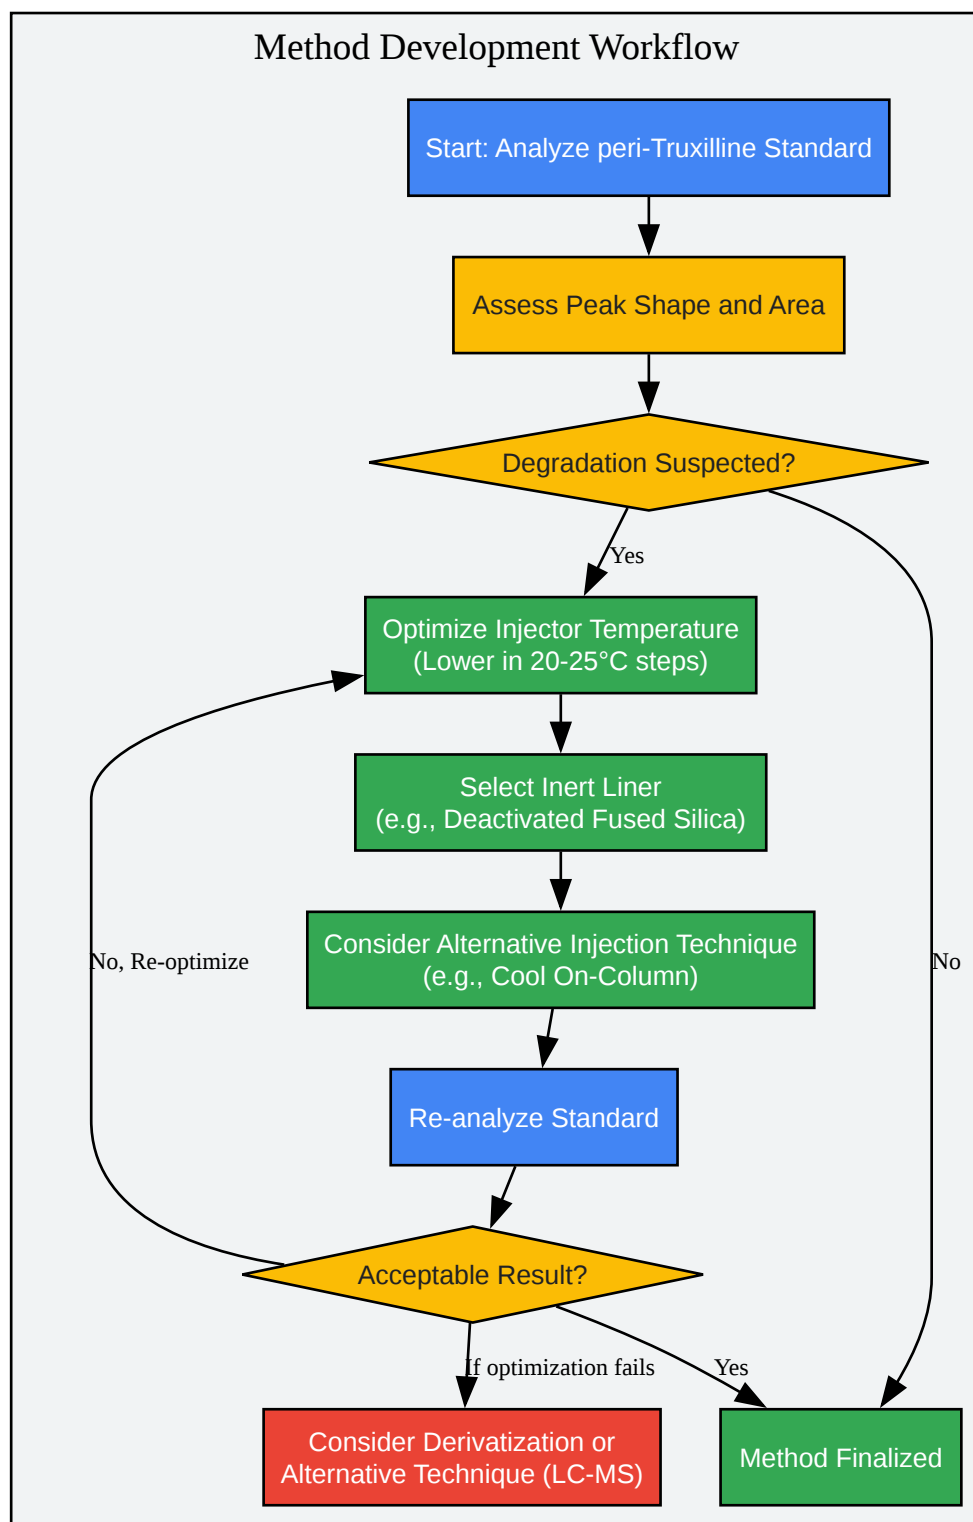 Method Development Workflow
Start: Analyze peri-Truxilline Standard
Assess Peak Shape and Area
Degradation Suspected?
Yes
Optimize Injector Temperature
(Lower in 20-25°C steps)
Select Inert Liner
(e.g., Deactivated Fused Silica)
Consider Alternative Injection Technique
(e.g., Cool On-Column)
No, Re-optimize
No
Re-analyze Standard
Acceptable Result?
If optimization fails
Yes
Consider Derivatization or
Alternative Technique (LC-MS)
Method Finalized